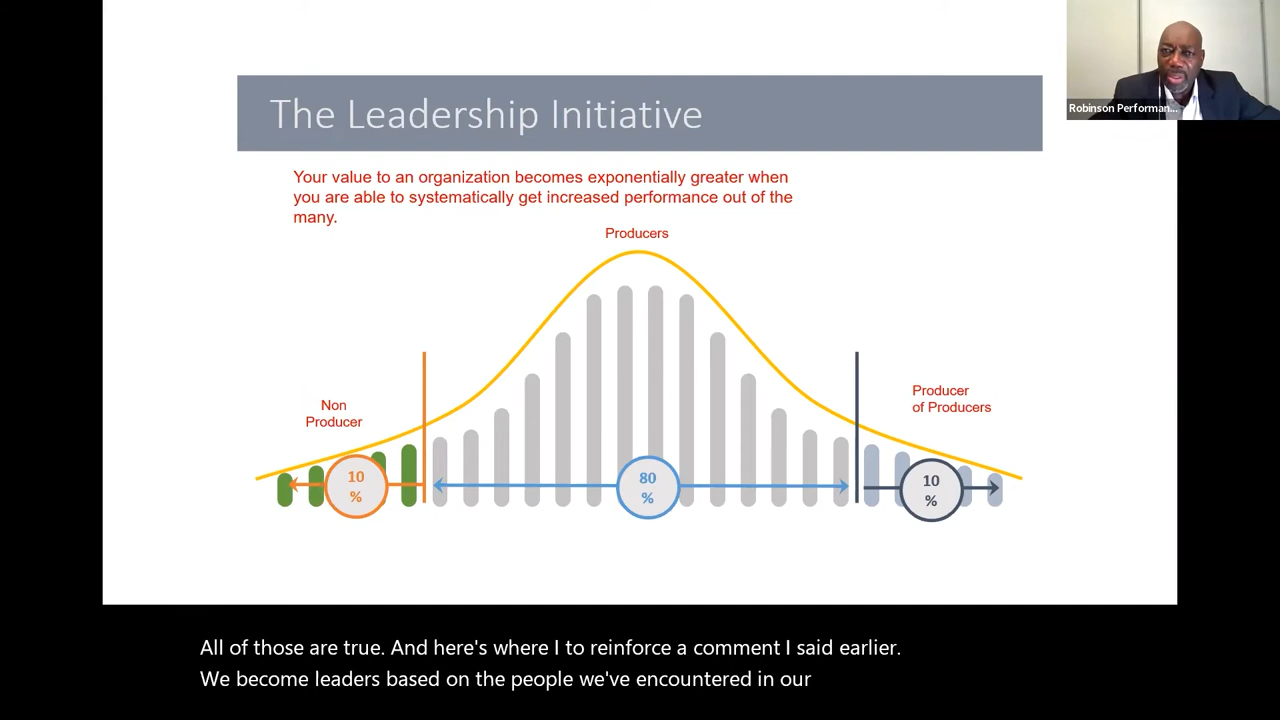 Robinson Performan...
The Leadership Initiative
Your value to an organization becomes exponentially greater when
you are able to systematically get increased performance out of the
many.
Producers
Non
Producer
Producer
of Producers
10
%
80
%
10
%
All of those are true. And here's where I to reinforce a comment I said earlier.
We become leaders based on the people we've encountered in our